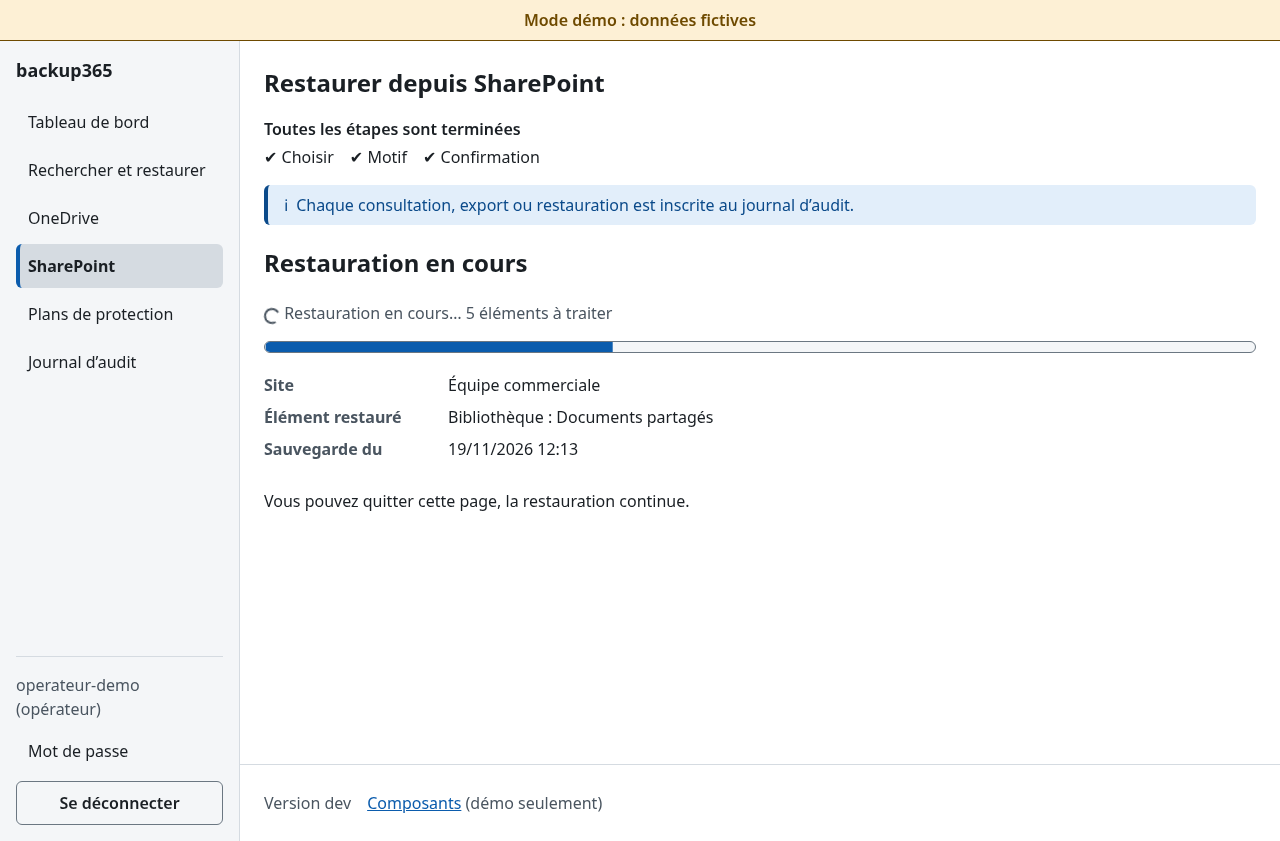 Mode démo : données fictives
backup365
Tableau de bord
Rechercher et restaurer
OneDrive
SharePoint
Plans de protection
Journal d’audit
operateur-demo
(opérateur)
Mot de passe
Se déconnecter
Restaurer depuis SharePoint
Toutes les étapes sont terminées
✔ Choisir ✔ Motif ✔ Confirmation
i Chaque consultation, export ou restauration est inscrite au journal d’audit.
Restauration en cours
Restauration en cours… 5 éléments à traiter
Site Équipe commerciale
Élément restauré Bibliothèque : Documents partagés
Sauvegarde du 19/11/2026 12:13
Vous pouvez quitter cette page, la restauration continue.
Version dev Composants (démo seulement)